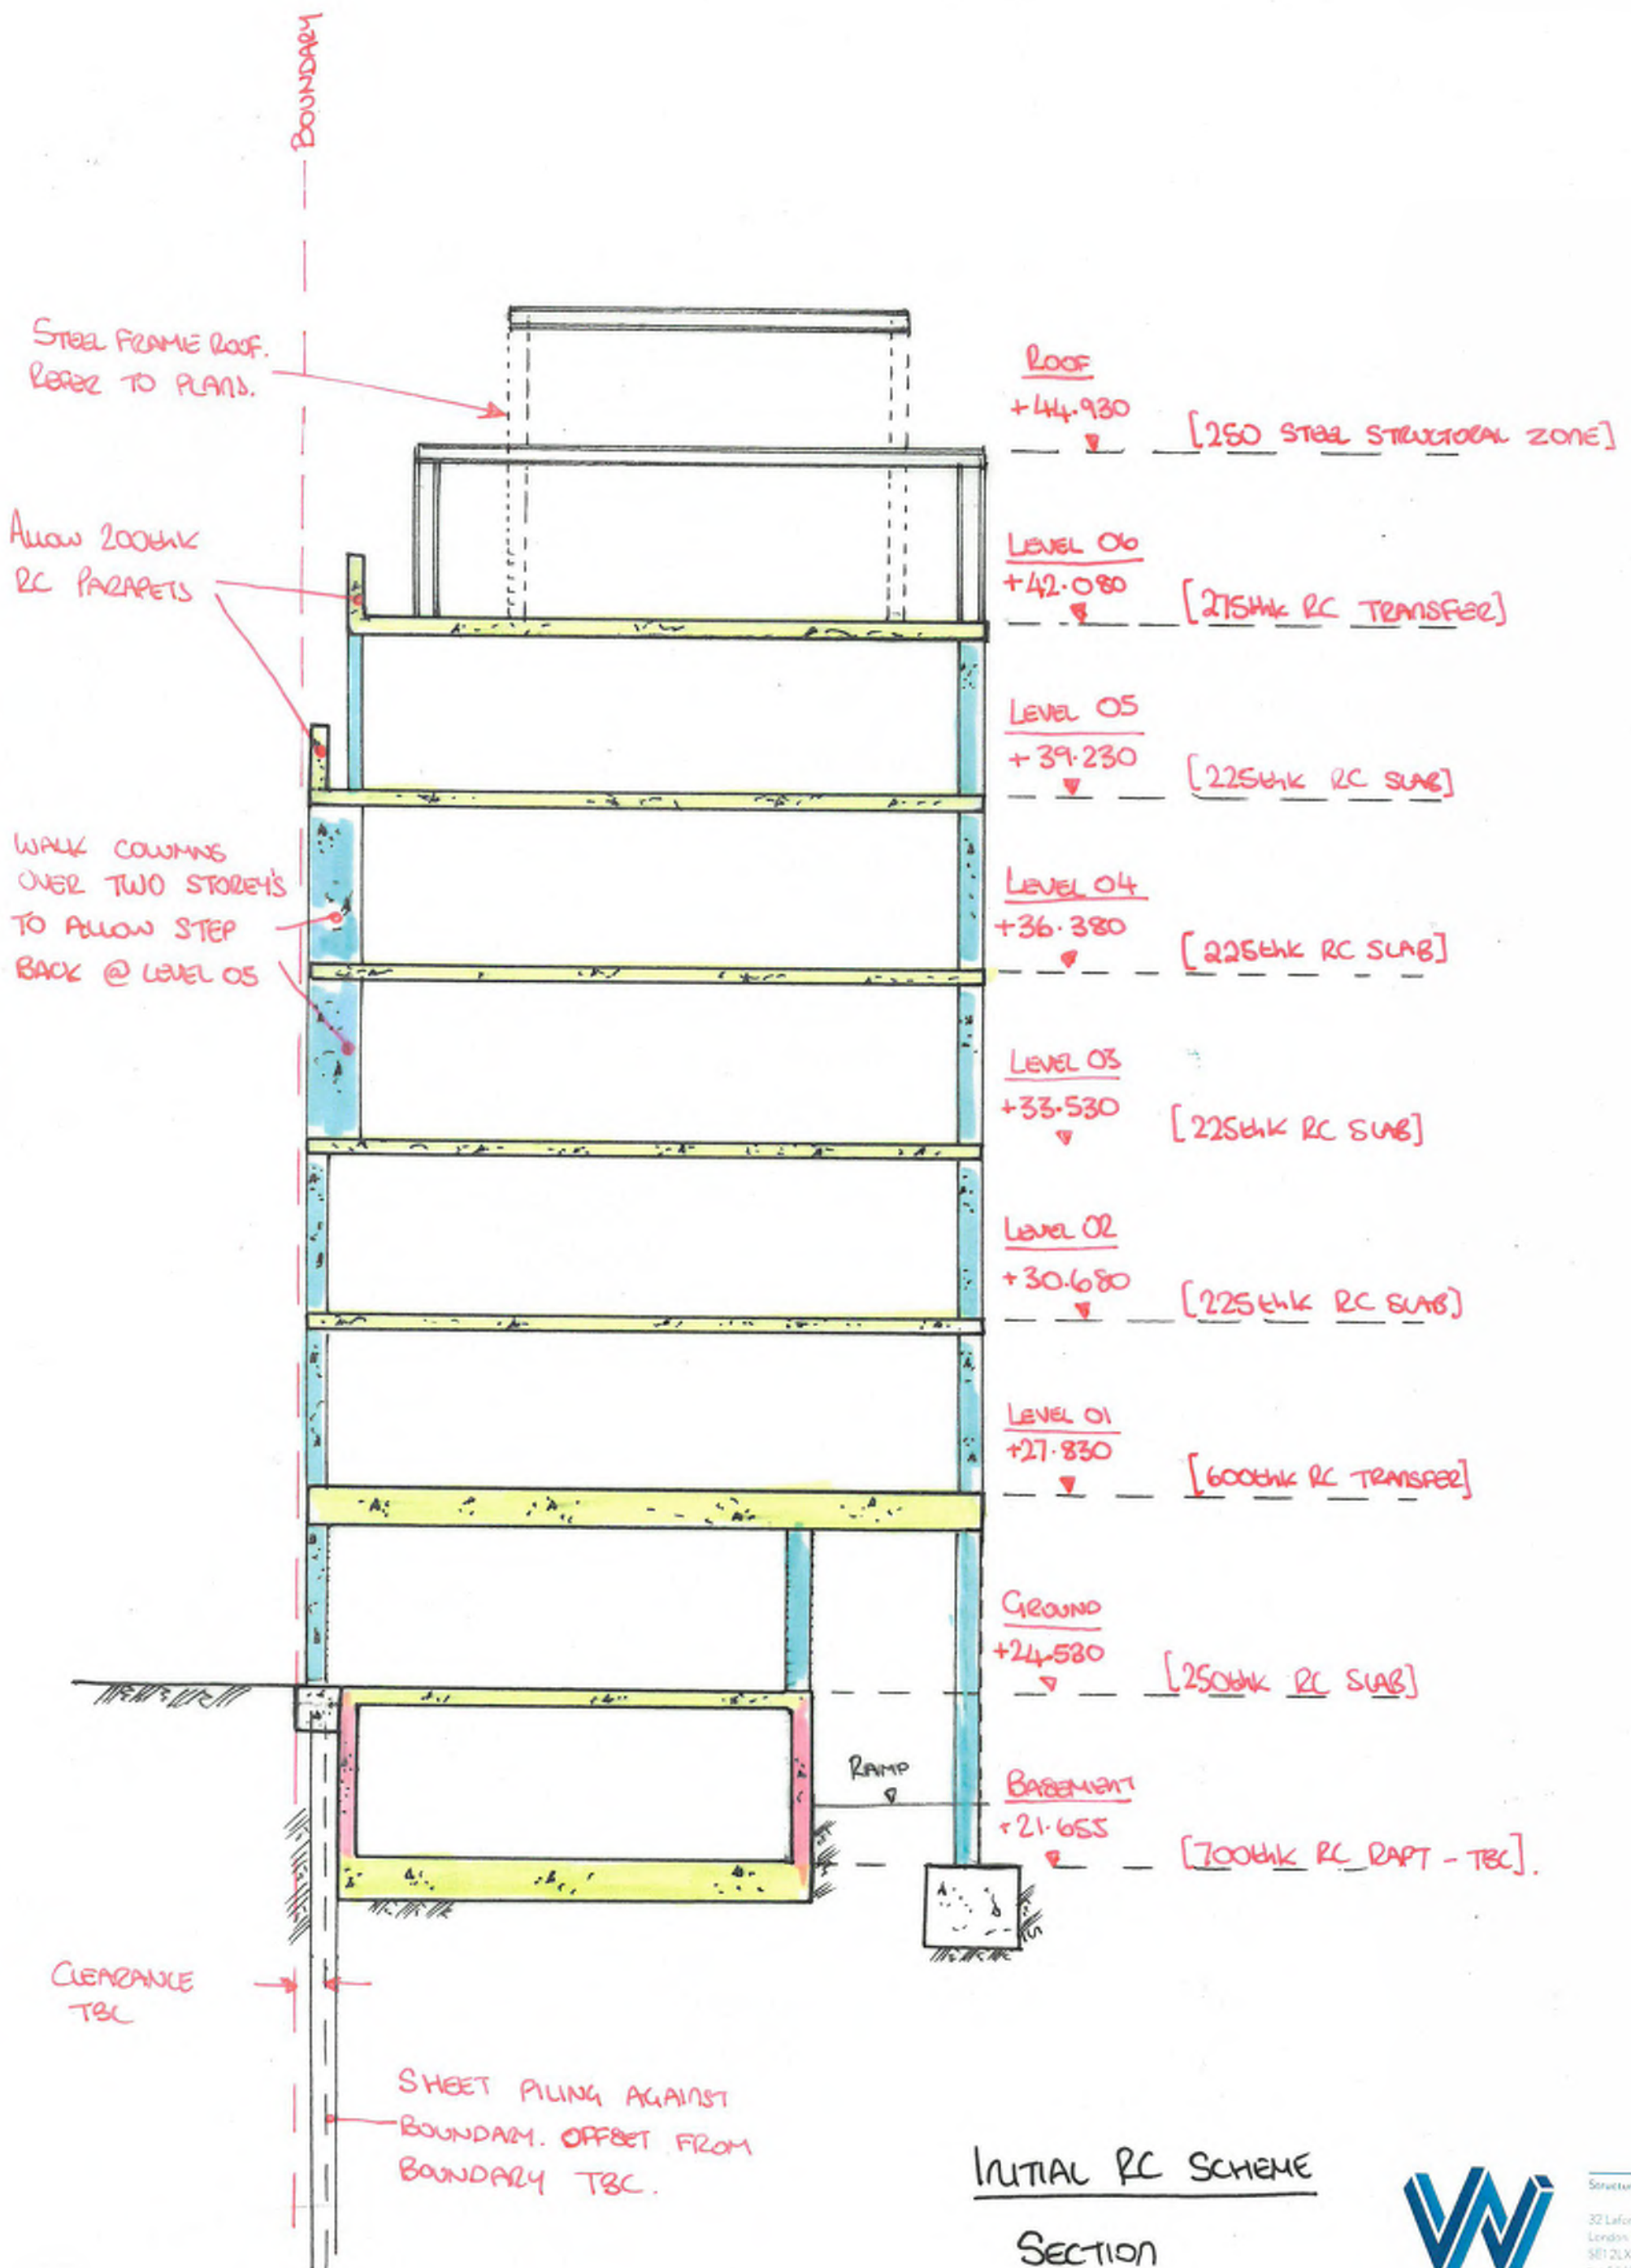 BOUNDARY
STEEL FRAME ROOF.
REFER TO PLANS.
ROOF
+44.930
[250 STEEL STRUCTURAL ZONE]
ALLOW 200thk
RC PARAPETS
LEVEL 06
+42.080
[275thk RC TRANSFER]
LEVEL 05
+39.230
[225thk RC SLAB]
WALK COLUMNS
OVER TWO STOREY'S
TO ALLOW STEP
BACK @ LEVEL 05
LEVEL 04
+36.380
[225thk RC SLAB]
LEVEL 03
+33.530
[225thk RC SLAB]
LEVEL 02
+30.680
[225thk RC SLAB]
LEVEL 01
+27.830
[600thk RC TRANSFER]
GROUND
+24.530
[250thk RC SLAB]
RAMP
BASEMENT
+21.655
[700thk RC RAFT - TBC].
CLEARANCE
TBC
SHEET PILING AGAINST
BOUNDARY. OFFSET FROM
BOUNDARY TBC.
INITIAL RC SCHEME
SECTION
W
32
London
SE1 2LX